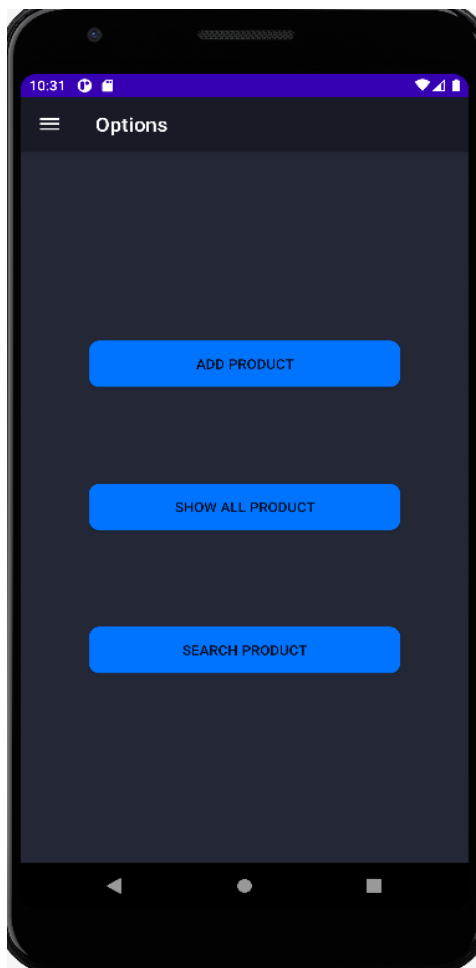 10:31
Options
ADD PRODUCT
SHOW ALL PRODUCT
SEARCH PRODUCT